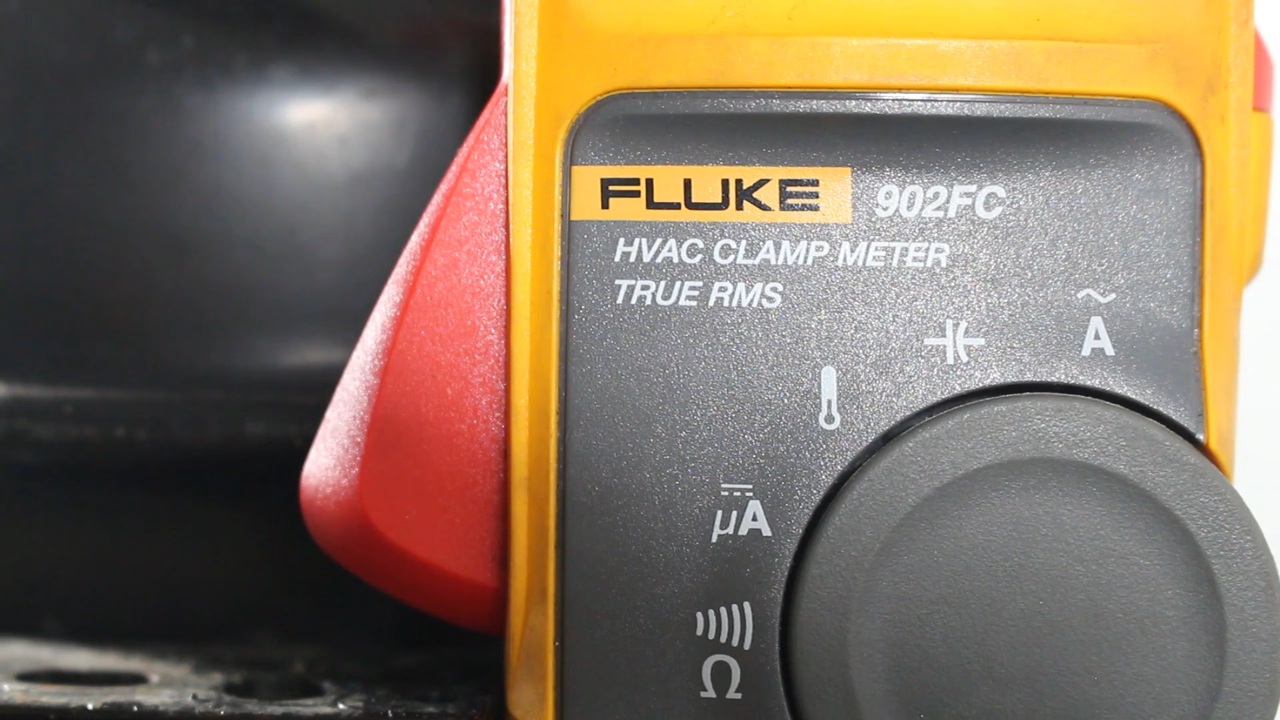 FLUKE 902FC
HVAC CLAMP METER
TRUE RMS
A
µA
Ω